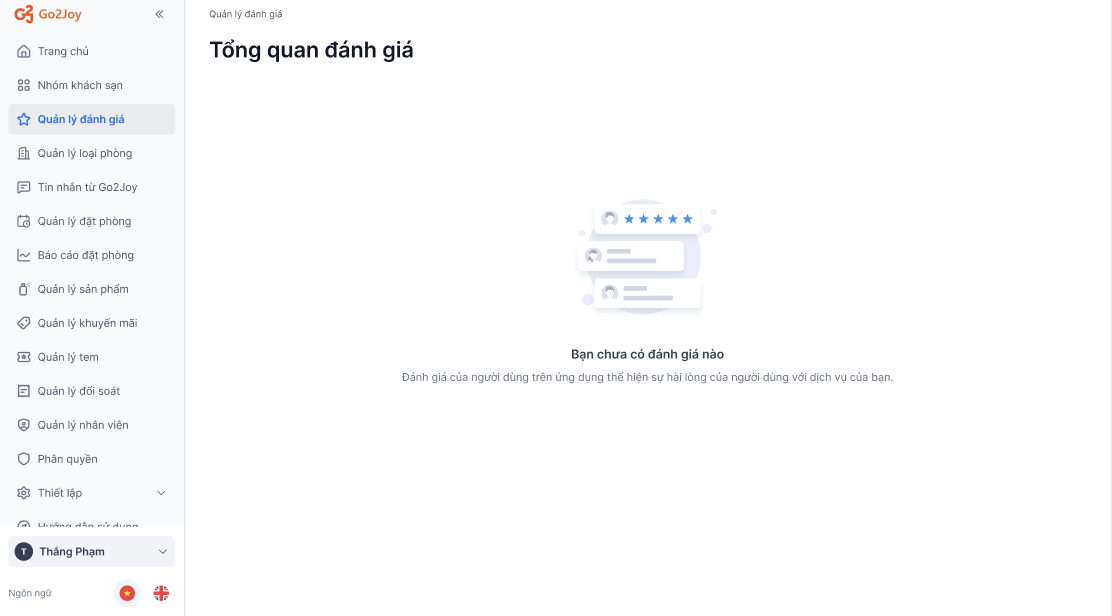 Go2Joy
Trang chủ
Nhóm khách sạn
Quản lý đánh giá
Quản lý loại phòng
Tin nhắn từ Go2Joy
Quản lý đặt phòng
Báo cáo đặt phòng
Quản lý sản phẩm
Quản lý khuyến mãi
Quản lý tem
Quản lý đối soát
Quản lý nhân viên
Phân quyền
Thiết lập
Hướng dẫn sử dụng
T Thắng Phạm
Ngôn ngữ
Quản lý đánh giá
Tổng quan đánh giá
Bạn chưa có đánh giá nào
Đánh giá của người dùng trên ứng dụng thể hiện sự hài lòng của người dùng với dịch vụ của bạn.